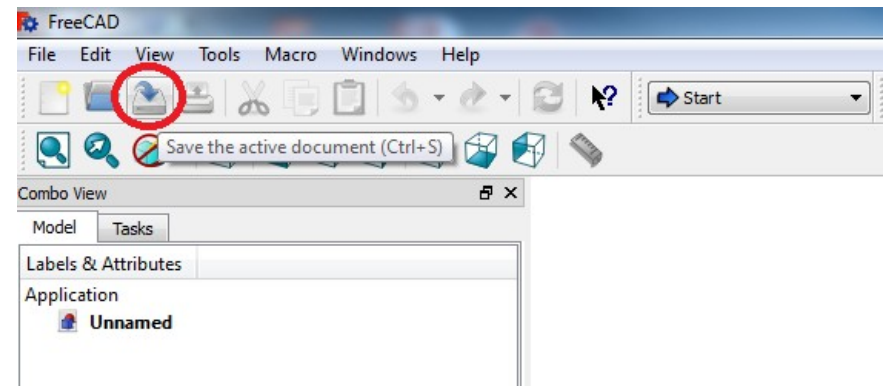 FreeCAD
File Edit View Tools Macro Windows Help
Start
Save the active document (Ctrl+S)
Combo View
Model Tasks
Labels & Attributes
Application
Unnamed